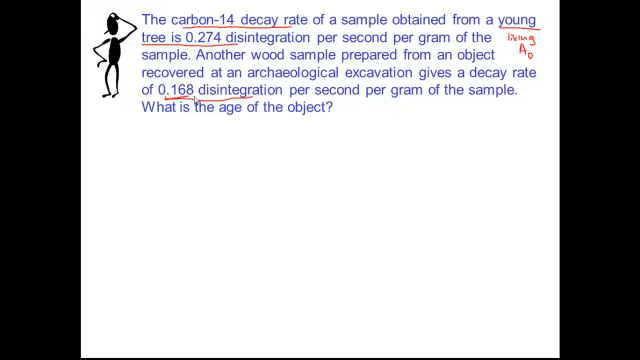 The carbon-14 decay rate of a sample obtained from a young
tree is 0.274 disintegration per second per gram of the
living
sample. Another wood sample prepared from an object
A₀
recovered at an archaeological excavation gives a decay rate
of 0.168 disintegration per second per gram of the sample.
What is the age of the object?